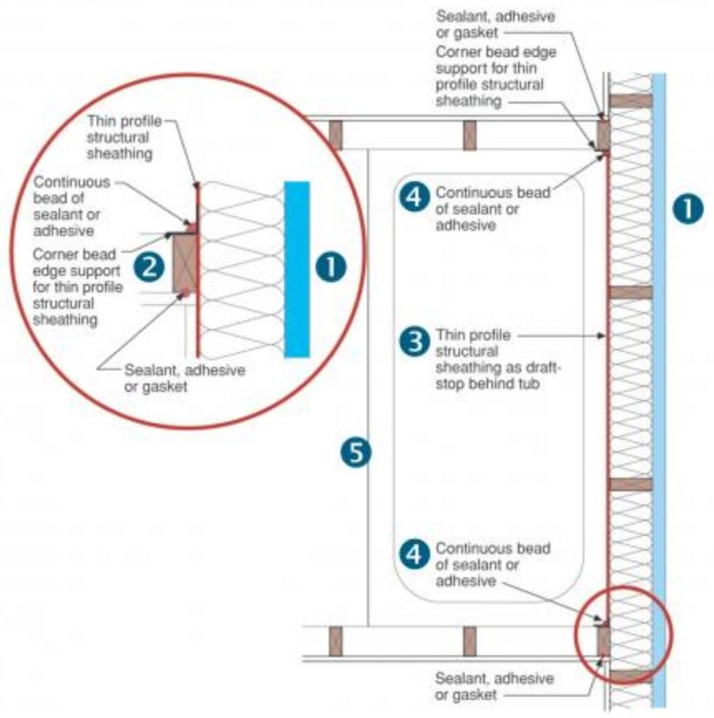 Sealant, adhesive
or gasket
Corner bead edge
support for thin
profile structural
sheathing
Thin profile
structural
sheathing
Continuous
bead of
sealant or
adhesive
Corner bead
edge support
for thin profile
structural
sheathing
2
1
Sealant, adhesive
or gasket
4
Continuous bead
of sealant or
adhesive
1
3
Thin profile
structural
sheathing as draft-
stop behind tub
5
4
Continuous bead
of sealant or
adhesive
Sealant, adhesive
or gasket